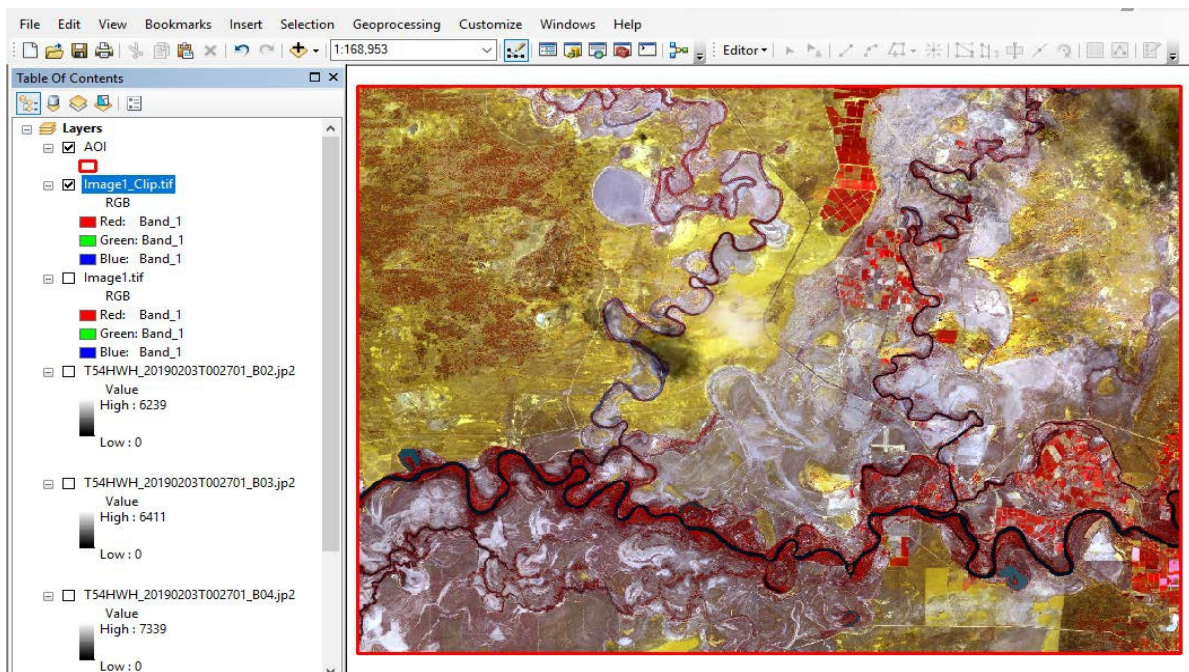 File Edit View Bookmarks Insert Selection Geoprocessing Customize Windows Help
1:168,953 Editor
Table Of Contents
Layers
AOI
Image1_Clip.tif
RGB
Red: Band_1
Green: Band_1
Blue: Band_1
Image1.tif
RGB
Red: Band_1
Green: Band_1
Blue: Band_1
T54HWH_20190203T002701_B02.jp2
Value
High : 6239
Low : 0
T54HWH_20190203T002701_B03.jp2
Value
High : 6411
Low : 0
T54HWH_20190203T002701_B04.jp2
Value
High : 7339
Low : 0